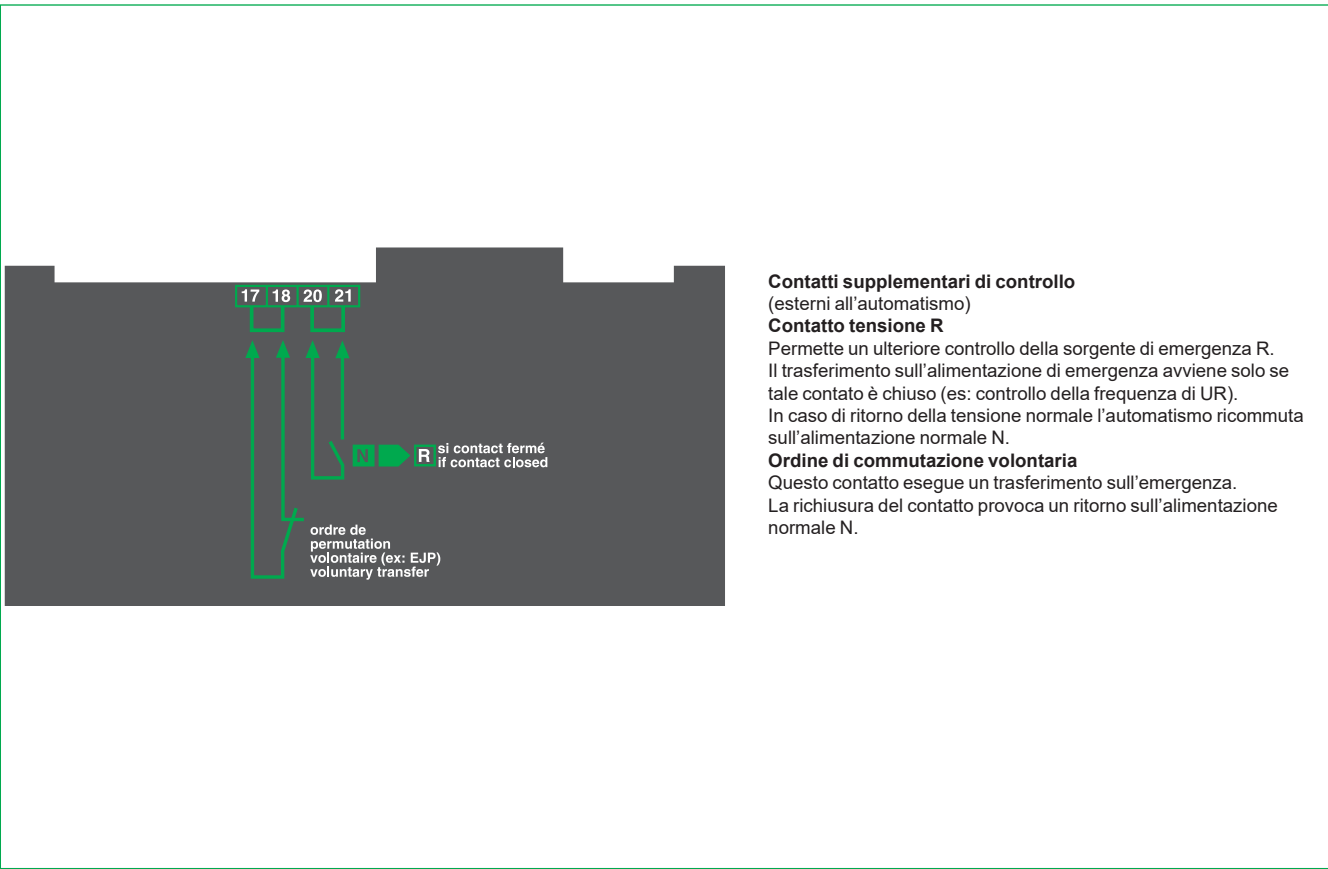 17 18 20 21
N R si contact fermé
if contact closed
ordre de
permutation
volontaire (ex: EJP)
voluntary transfer
Contatti supplementari di controllo
(esterni all’automatismo)
Contatto tensione R
Permette un ulteriore controllo della sorgente di emergenza R.
Il trasferimento sull’alimentazione di emergenza avviene solo se
tale contato è chiuso (es: controllo della frequenza di UR).
In caso di ritorno della tensione normale l’automatismo ricommuta
sull’alimentazione normale N.
Ordine di commutazione volontaria
Questo contatto esegue un trasferimento sull’emergenza.
La richiusura del contatto provoca un ritorno sull’alimentazione
normale N.